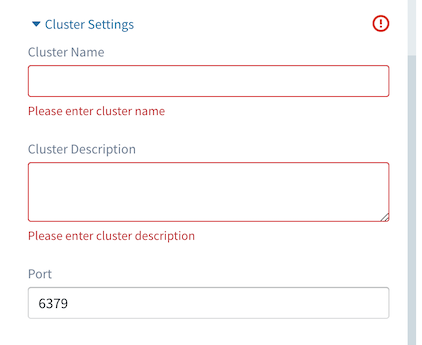 Cluster Settings
Cluster Name
Please enter cluster name
Cluster Description
Please enter cluster description
Port
6379